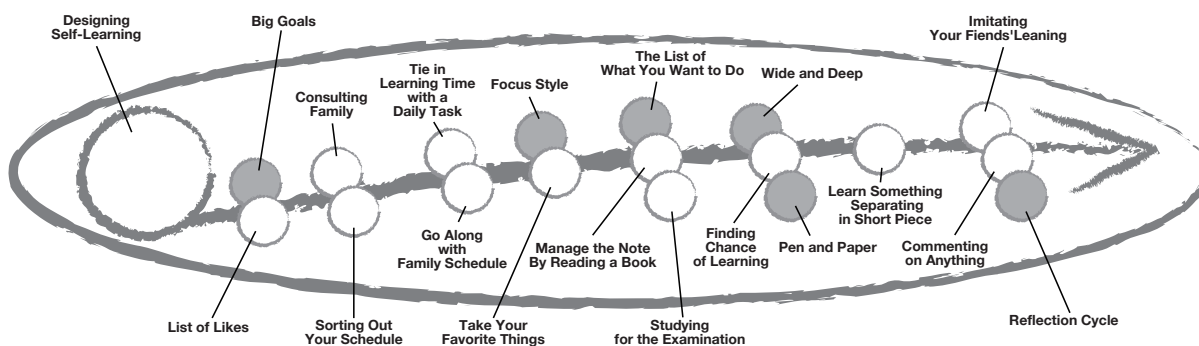 Designing
Self-Learning
Big Goals
List of Likes
Consulting
Family
Sorting Out
Your Schedule
Tie in
Learning Time
with a
Daily Task
Go Along
with
Family Schedule
Focus Style
Take Your
Favorite Things
The List of
What You Want to Do
Manage the Note
By Reading a Book
Studying
for the Examination
Wide and Deep
Finding
Chance
of Learning
Pen and Paper
Learn Something
Separating
in Short Piece
Imitating
Your Fiends'Leaning
Commenting
on Anything
Reflection Cycle